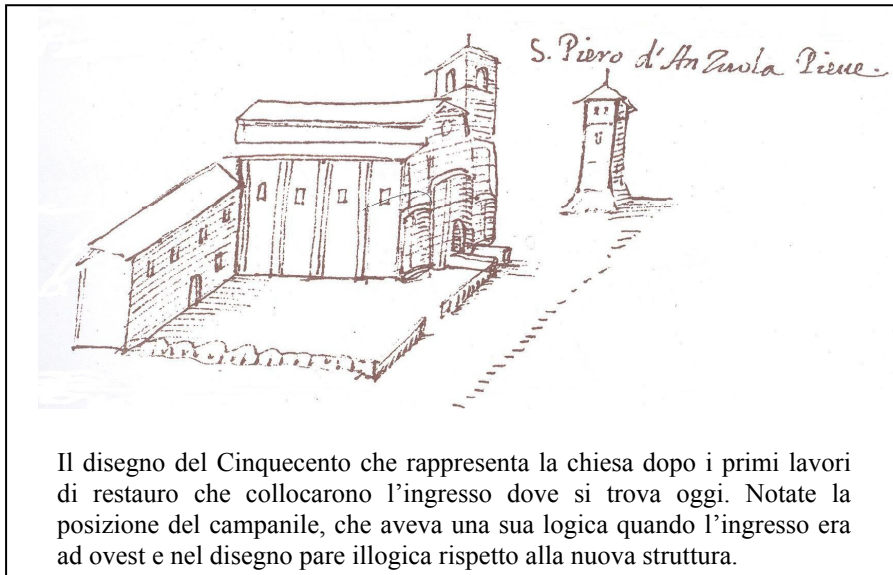 S. Piero d'Anzuola Pieue.
Il disegno del Cinquecento che rappresenta la chiesa dopo i primi lavori
di restauro che collocarono l’ingresso dove si trova oggi. Notate la
posizione del campanile, che aveva una sua logica quando l’ingresso era
ad ovest e nel disegno pare illogica rispetto alla nuova struttura.